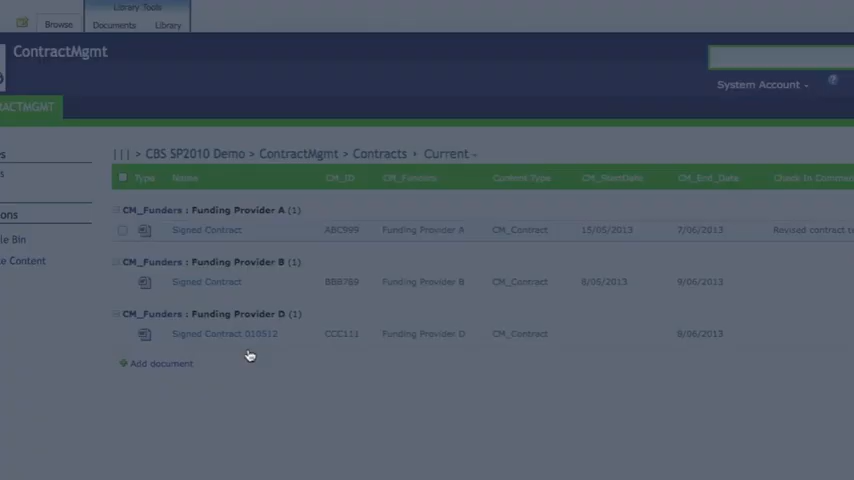 Library Tools
Browse Documents Library
ContractMgmt
System Account
RACTMGMT
CBS SP2010 Demo > ContractMgmt > Contracts • Current
Type Name CM_ID CM_Funders Content Type CM_StartDate CM_End_Date Check In Commen
CM_Funders : Funding Provider A (1)
Signed Contract ABC999 Funding Provider A CM_Contract 15/05/2013 7/06/2013 Revised contract t
CM_Funders : Funding Provider B (1)
le Bin
Signed Contract BBB769 Funding Provider B CM_Contract 8/06/2013 9/06/2013
e Content
CM_Funders : Funding Provider D (1)
Signed Contract 010512 CCC111 Funding Provider D CM_Contract 8/06/2013
Add document